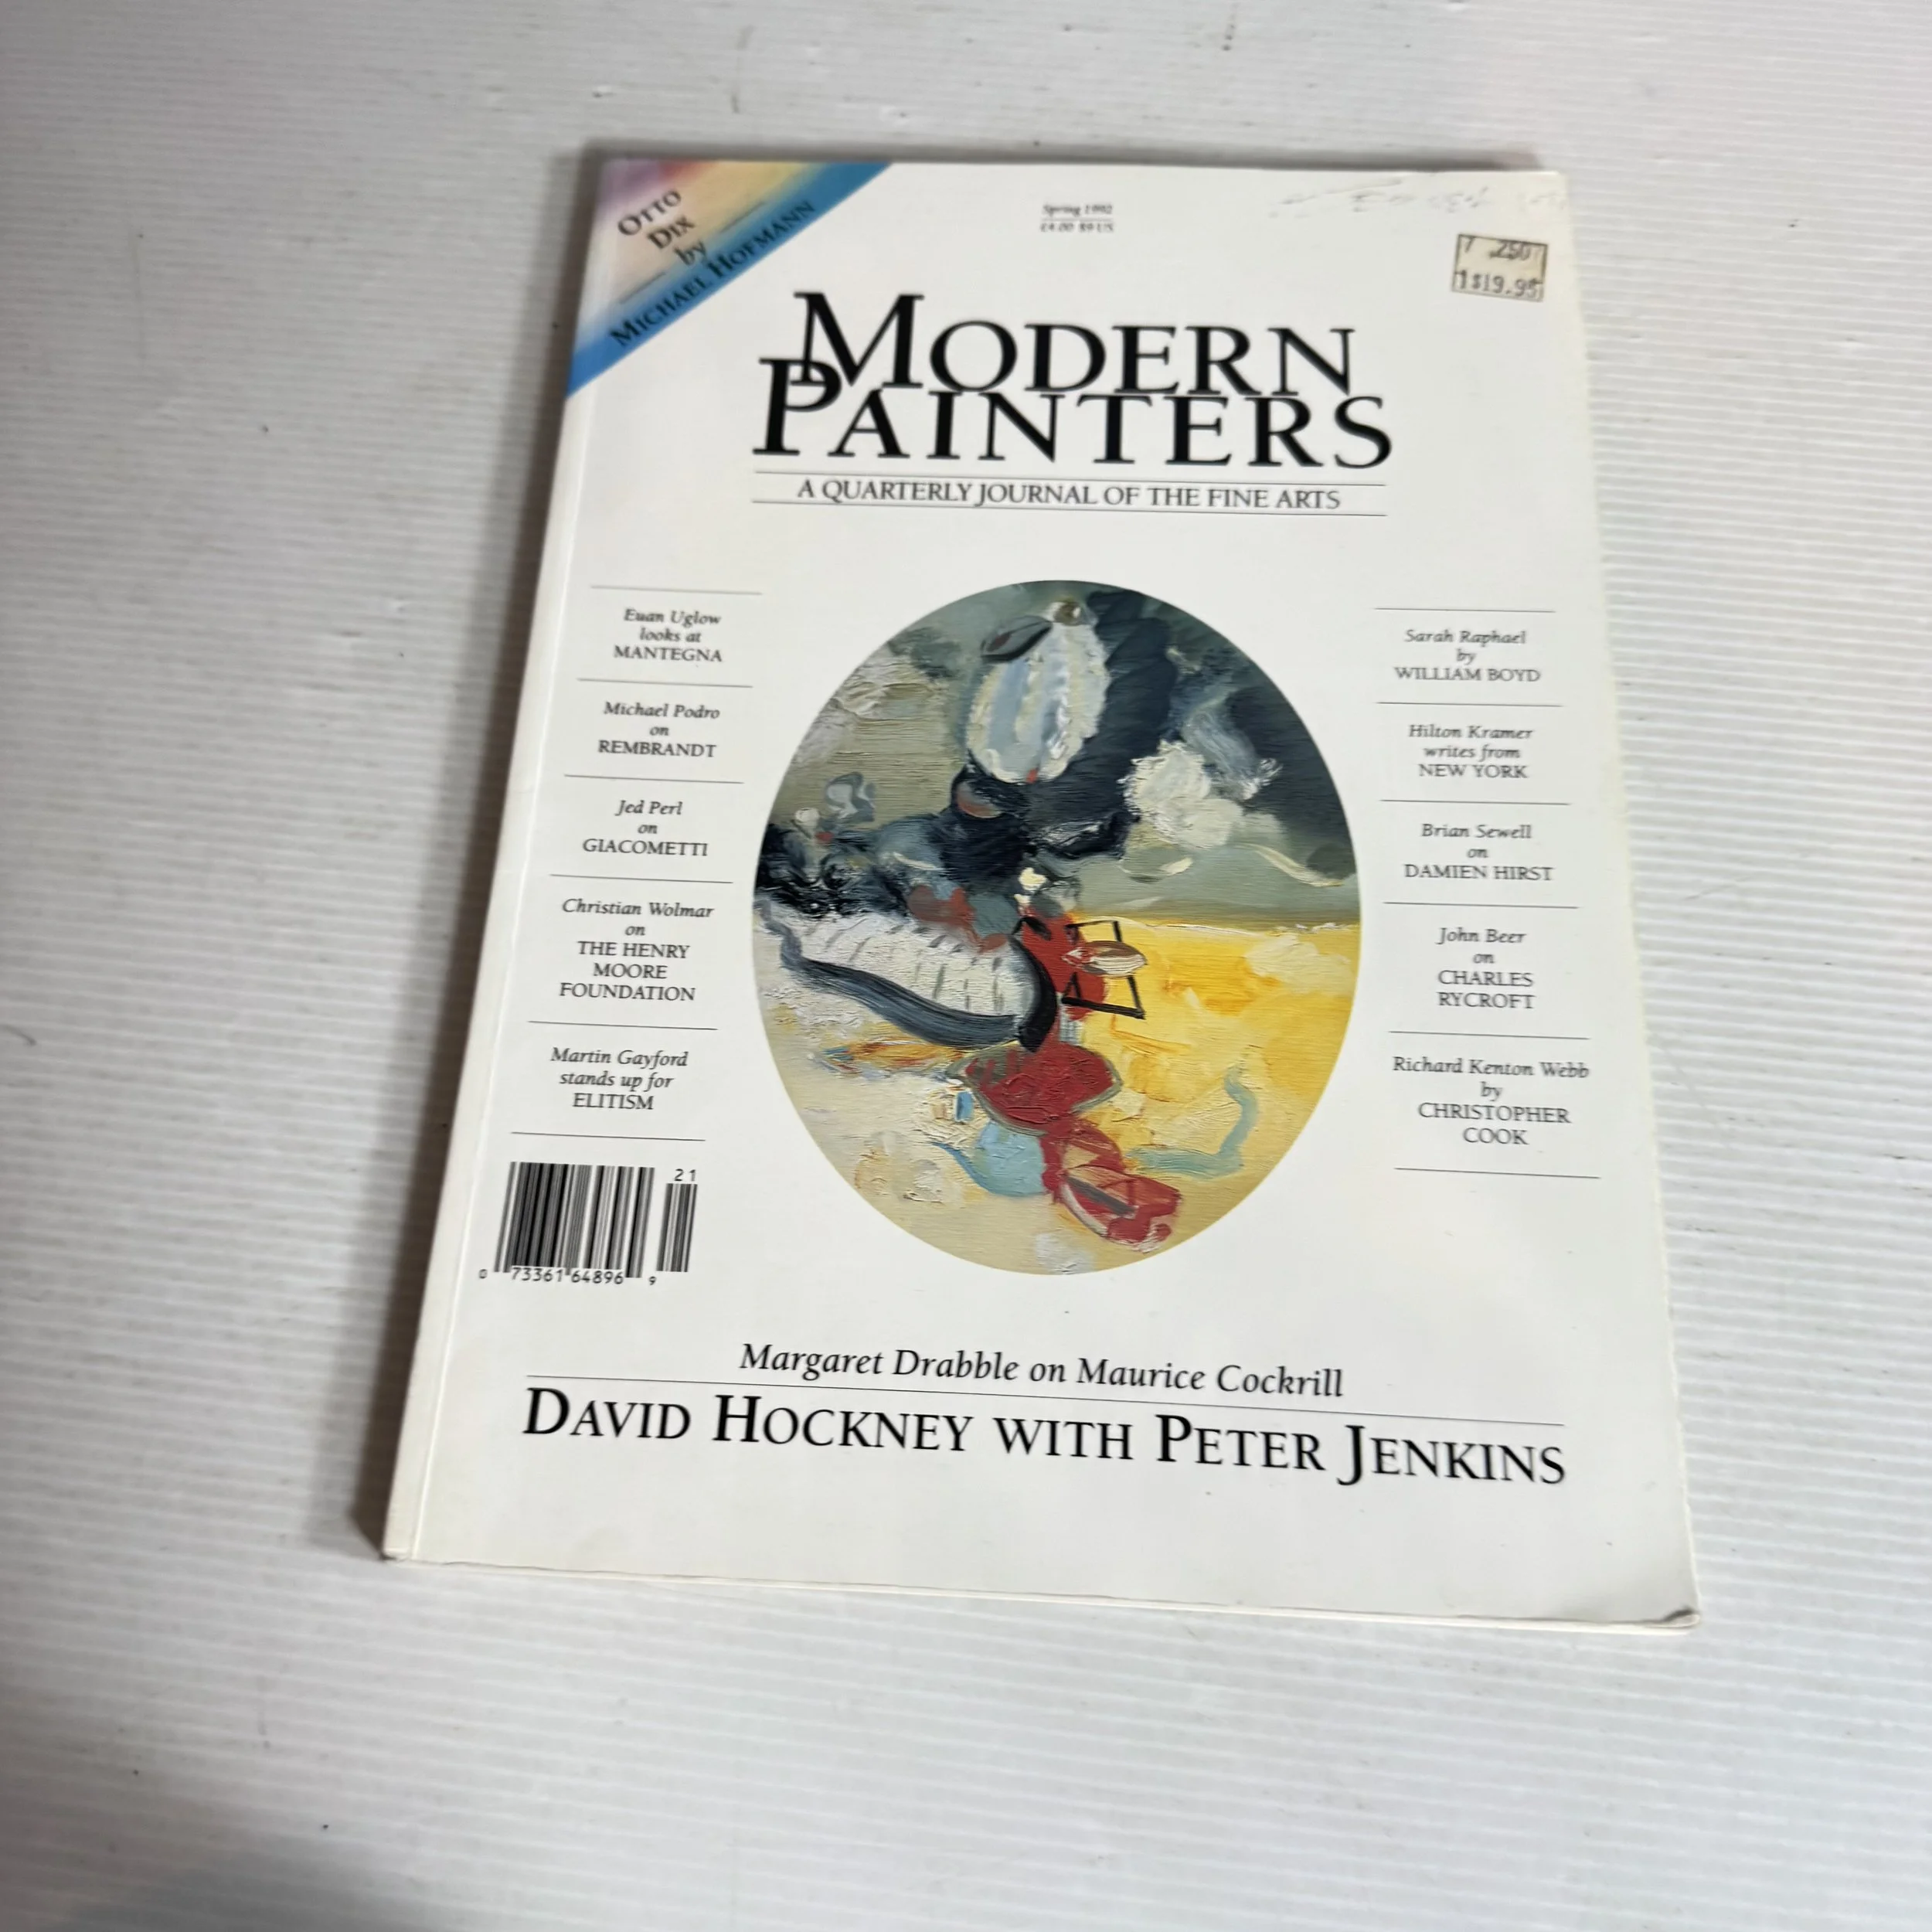 OTTO
DIX
by
MICHAEL HOFMANN
Spring 1992
£4.00 $9 US
7 .250
1$19.95
MODERN
PAINTERS
A QUARTERLY JOURNAL OF THE FINE ARTS
Euan Uglow
looks at
MANTEGNA
Michael Podro
on
REMBRANDT
Jed Perl
on
GIACOMETTI
Christian Wolmar
on
THE HENRY
MOORE
FOUNDATION
Martin Gayford
stands up for
ELITISM
Sarah Raphael
by
WILLIAM BOYD
Hilton Kramer
writes from
NEW YORK
Brian Sewell
on
DAMIEN HIRST
John Beer
on
CHARLES
RYCROFT
Richard Kenton Webb
by
CHRISTOPHER
COOK
21
0 73361 64896 9
Margaret Drabble on Maurice Cockrill
DAVID HOCKNEY WITH PETER JENKINS